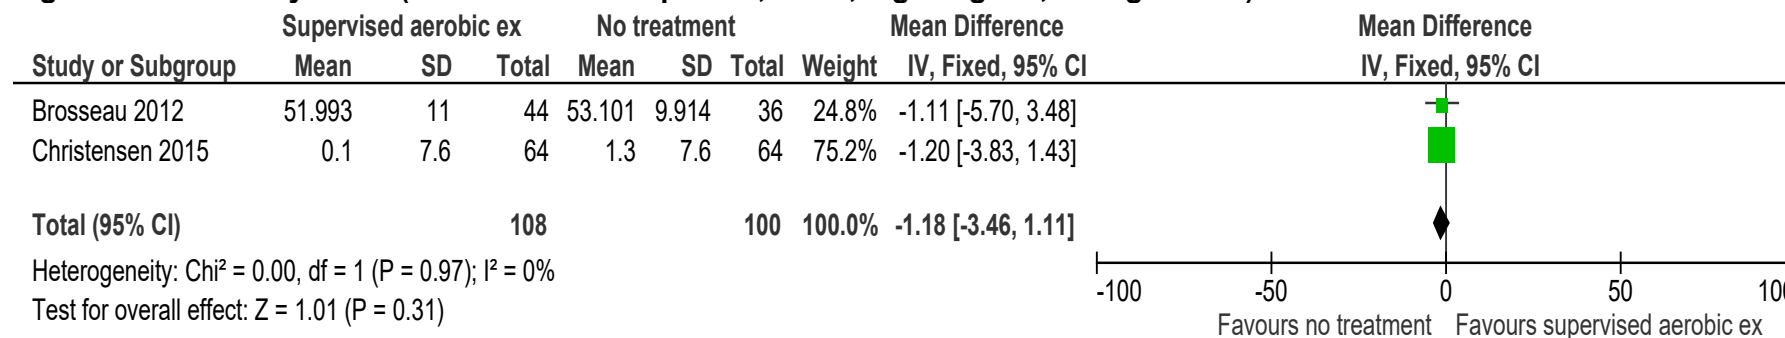 Supervised aerobic ex No treatment Mean Difference Mean Difference
Study or Subgroup Mean SD Total Mean SD Total Weight IV, Fixed, 95% CI IV, Fixed, 95% CI
Brosseau 2012 51.993 11 44 53.101 9.914 36 24.8% -1.11 [-5.70, 3.48]
Christensen 2015 0.1 7.6 64 1.3 7.6 64 75.2% -1.20 [-3.83, 1.43]
Total (95% CI) 108 100 100.0% -1.18 [-3.46, 1.11]
Heterogeneity: Chi² = 0.00, df = 1 (P = 0.97); I² = 0%
Test for overall effect: Z = 1.01 (P = 0.31)
-100 -50 0 50 100
Favours no treatment Favours supervised aerobic ex